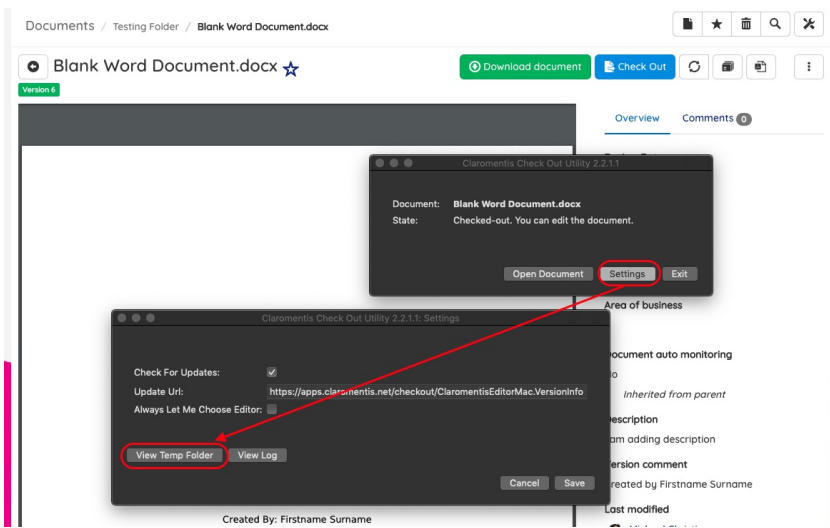 Documents / Testing Folder / Blank Word Document.docx
Blank Word Document.docx
Download document
Check Out
Version 6
Overview
Comments 0
Claromentis Check Out Utility 2.2.1.1
Document: Blank Word Document.docx
State: Checked-out. You can edit the document.
Open Document
Settings
Exit
Area of business
Claromentis Check Out Utility 2.2.1.1: Settings
Document auto monitoring
Check For Updates:
Update Url: https://apps.claromentis.net/checkout/ClaromentisEditorMac.VersionInfo
Inherited from parent
Always Let Me Choose Editor:
Description
am adding description
View Temp Folder
View Log
Version comment
Created by Firstname Surname
Cancel
Save
Last modified
Created By: Firstname Surname